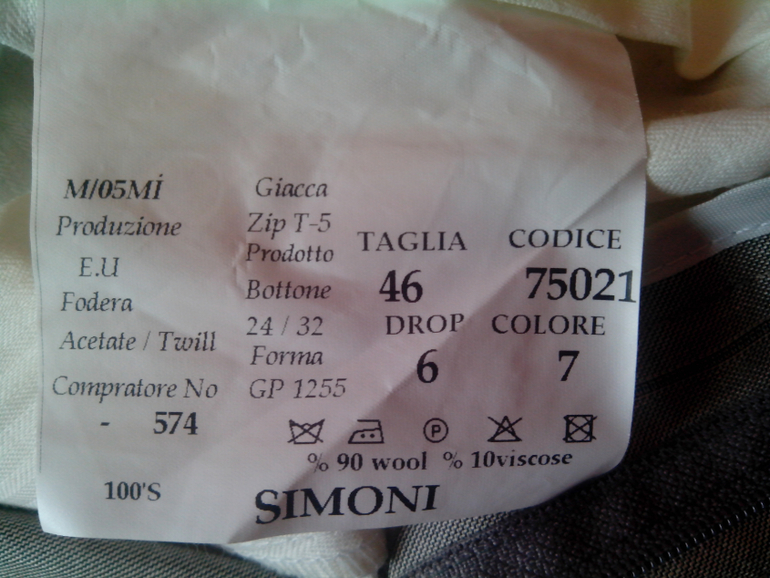 M/05Mİ
Produzione
E.U
Fodera
Acetate / Twill
Compratore No
- 574
100'S
Giacca
Zip T-5
Prodotto
Bottone
24 / 32
Forma
GP 1255
TAGLIA
46
DROP
6
CODICE
75021
COLORE
7
P
% 90 wool % 10viscose
SIMONI